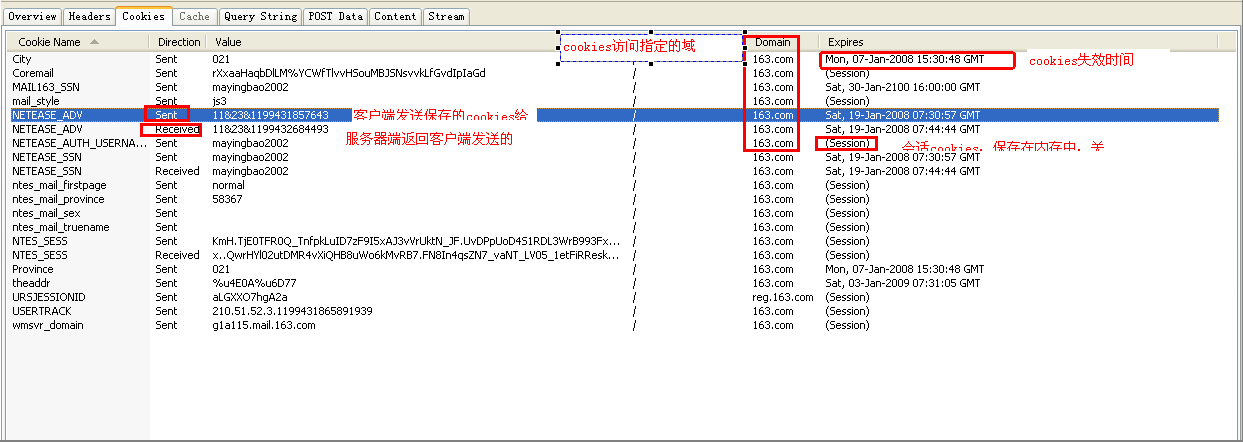 Overview Headers Cookies Cache Query String POST Data Content Stream
Cookie Name Direction Value cookies访问指定的域 Domain Expires
City Sent 021 / 163.com Mon, 07-Jan-2008 15:30:48 GMT cookies失效时间
Coremail Sent rXxaaHaqbDlLM%YCWfTlvvHSouMBJSNsvvkLfGvdIpIaGd / 163.com (Session)
MAIL163_SSN Sent mayingbao2002 / 163.com Sat, 30-Jan-2100 16:00:00 GMT
mail_style Sent js3 / 163.com (Session)
NETEASE_ADV Sent 11&23&1199431857643 客户端发送保存的cookies给 / 163.com Sat, 19-Jan-2008 07:30:57 GMT
NETEASE_ADV Received 11&23&1199432684493 / 163.com Sat, 19-Jan-2008 07:44:44 GMT
服务器端返回客户端发送的
NETEASE_AUTH_USERNA... Sent mayingbao2002 / 163.com (Session) 会话cookies, 保存在内存中, 关
NETEASE_SSN Sent mayingbao2002 / 163.com Sat, 19-Jan-2008 07:30:57 GMT
NETEASE_SSN Received mayingbao2002 / 163.com Sat, 19-Jan-2008 07:44:44 GMT
ntes_mail_firstpage Sent normal / 163.com (Session)
ntes_mail_province Sent 58367 / 163.com (Session)
ntes_mail_sex Sent / 163.com (Session)
ntes_mail_truename Sent / 163.com (Session)
NTES_SESS Sent KmH.TjE0TFR0Q_TnfpkLuID7zF9I5xAJ3vVrUktN_JF.UvDPpUoD4S1RDL3WrB993Fx... / 163.com (Session)
NTES_SESS Received x..QwrHYl02utDMR4vXiQHB8uWo6kMvRB7.FN8In4qsZN7_vaNT_LV05_1etFiRResk... / 163.com (Session)
Province Sent 021 / 163.com Mon, 07-Jan-2008 15:30:48 GMT
theaddr Sent %u4E0A%u6D77 / 163.com Sat, 03-Jan-2009 07:31:05 GMT
URSJESSIONID Sent aLGXXO7hgA2a / reg.163.com (Session)
USERTRACK Sent 210.51.52.3.1199431865891939 / 163.com (Session)
wmsvr_domain Sent g1a115.mail.163.com / 163.com (Session)